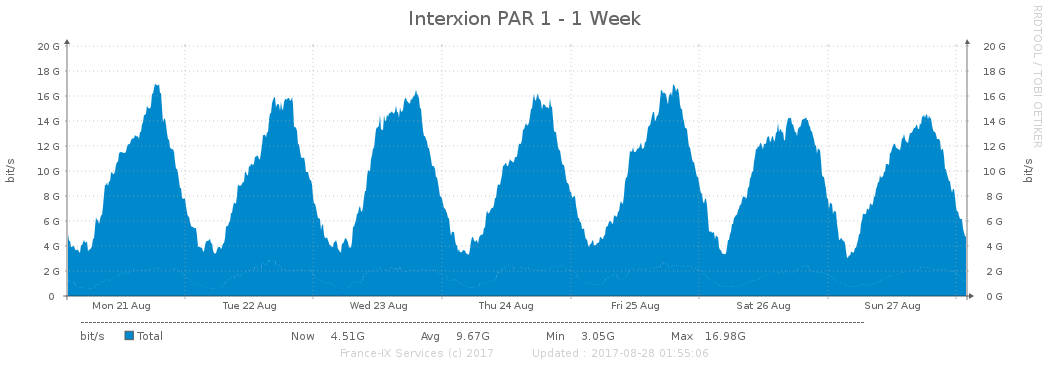 Interxion PAR 1 - 1 Week
RRDTOOL / TOBI OETIKER
20 G 20 G
18 G 18 G
16 G 16 G
14 G 14 G
12 G 12 G
10 G 10 G
8 G 8 G
6 G 6 G
4 G 4 G
2 G 2 G
0 0 G
bit/s bit/s
Mon 21 Aug Tue 22 Aug Wed 23 Aug Thu 24 Aug Fri 25 Aug Sat 26 Aug Sun 27 Aug
bit/s Total Now 4.51G Avg 9.67G Min 3.05G Max 16.98G
France-IX Services (c) 2017 Updated : 2017-08-28 01:55:06